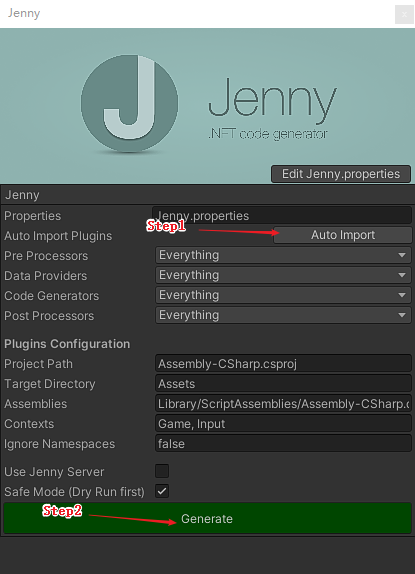 Jenny
x
Jenny
.NFT code generator
Edit Jenny.properties
Jenny
Properties Jenny.properties
Step1
Auto Import Plugins Auto Import
Pre Processors Everything
Data Providers Everything
Code Generators Everything
Post Processors Everything
Plugins Configuration
Project Path Assembly-CSharp.csproj
Target Directory Assets
Assemblies Library/ScriptAssemblies/Assembly-CSharp.
Contexts Game, Input
Ignore Namespaces false
Use Jenny Server
Safe Mode (Dry Run first)
Step2
Generate